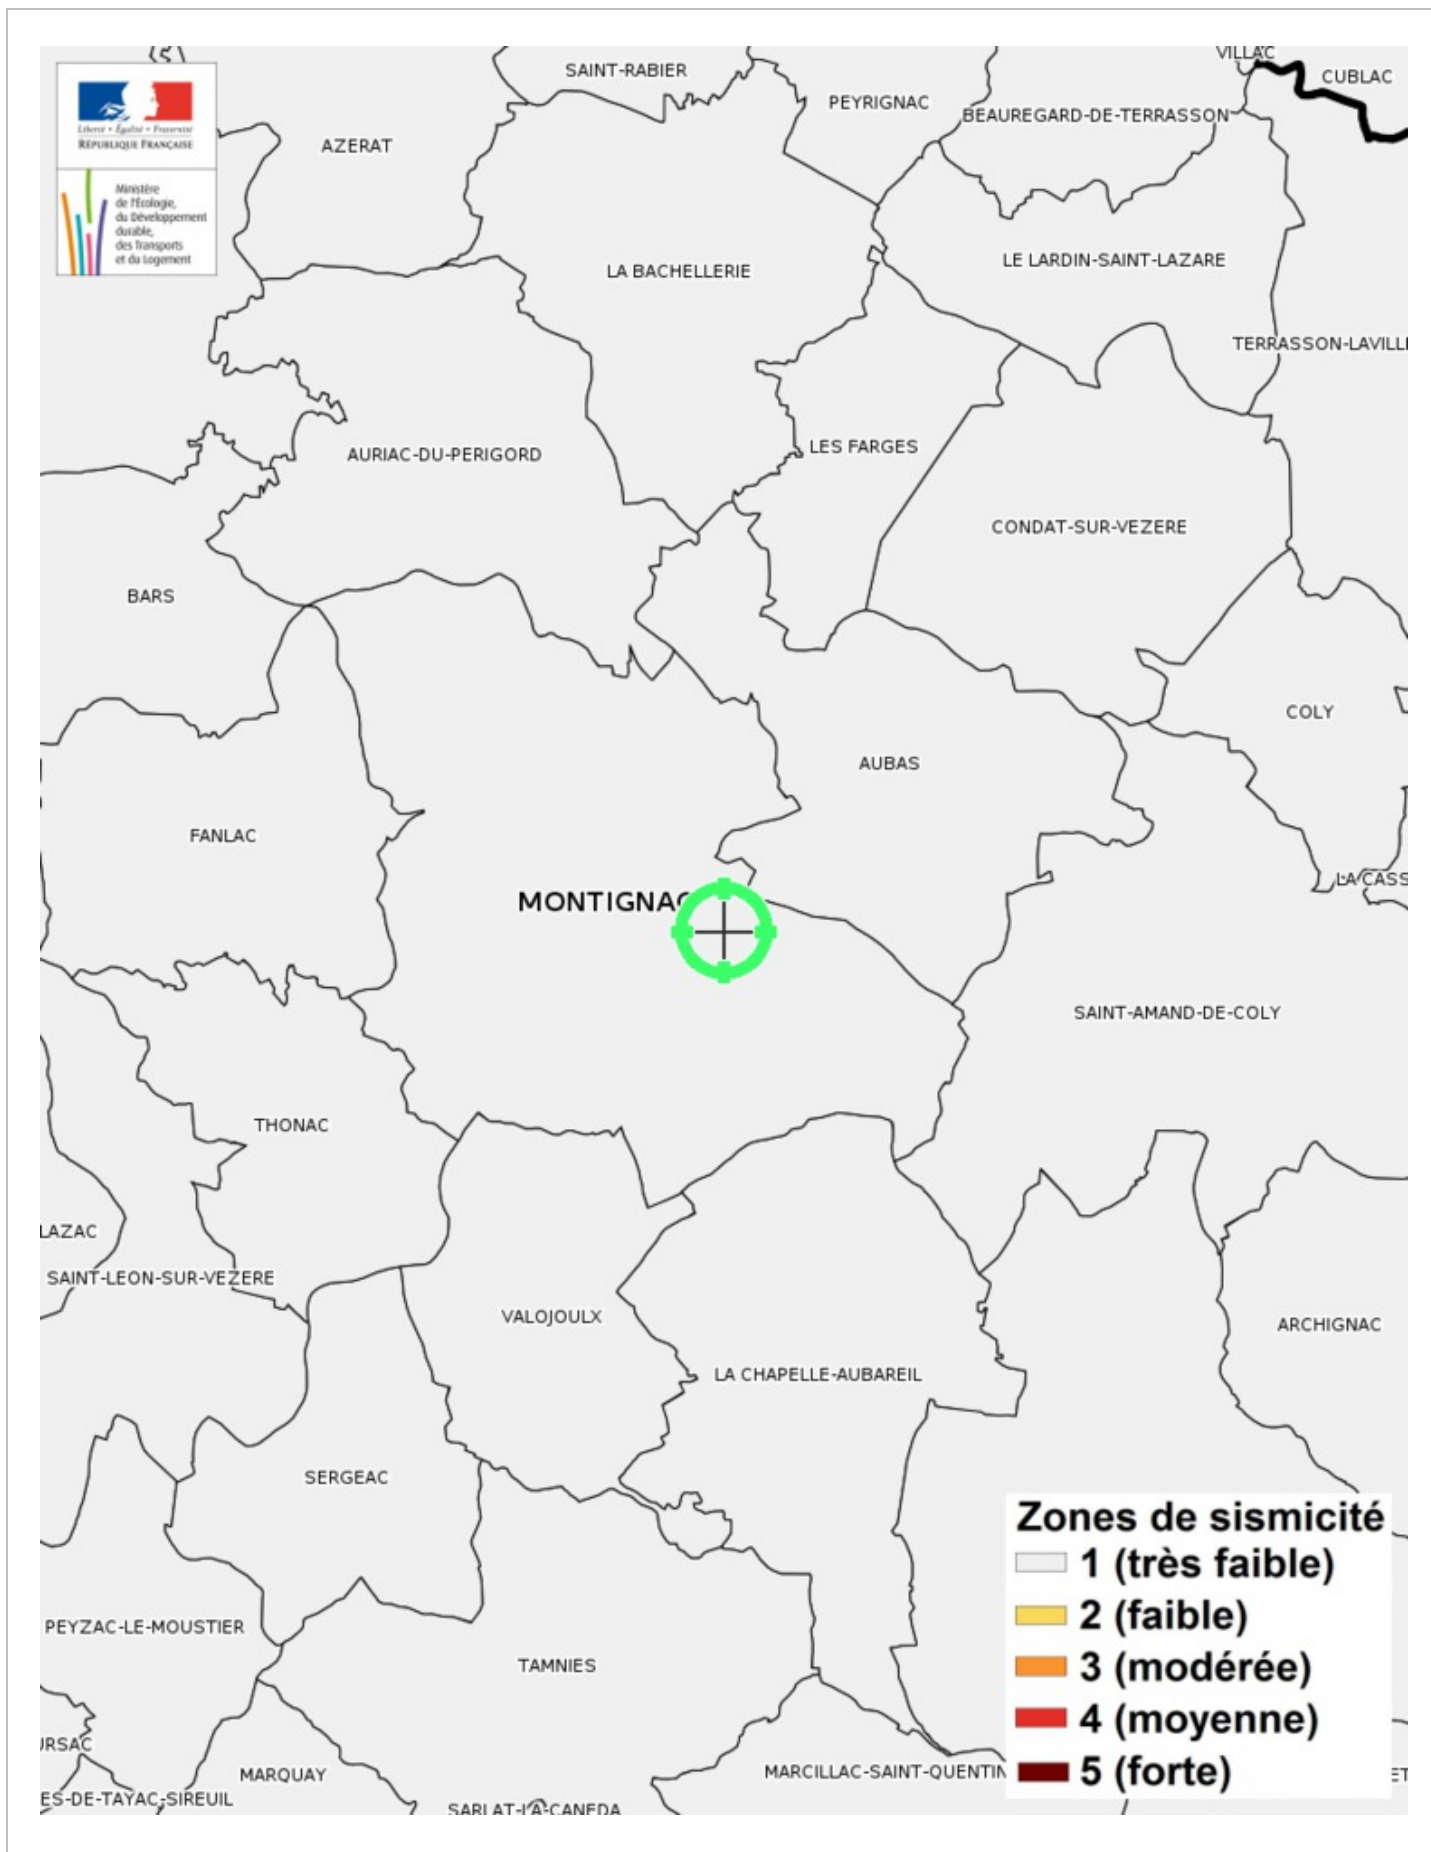 VILLAC
SAINT-RABIER
CUBLAC
PEYRIGNAC
BEAUREGARD-DE-TERRASSON
Liberté • Égalité • Fraternité
RÉPUBLIQUE FRANÇAISE
AZERAT
Ministère
de l'Écologie,
du Développement
durable,
des Transports
et du Logement
LE LARDIN-SAINT-LAZARE
LA BACHELLERIE
TERRASSON-LAVILL
LES FARGES
AURIAC-DU-PERIGORD
CONDAT-SUR-VEZERE
BARS
COLY
AUBAS
FANLAC
LA CASS
MONTIGNAC
SAINT-AMAND-DE-COLY
THONAC
LAZAC
SAINT-LEON-SUR-VEZERE
VALOJOULX
ARCHIGNAC
LA CHAPELLE-AUBAREIL
SERGEAC
Zones de sismicité
1 (très faible)
2 (faible)
3 (modérée)
4 (moyenne)
5 (forte)
PEYZAC-LE-MOUSTIER
TAMNIES
URSAC
MARQUAY
MARCILLAC-SAINT-QUENTIN
ET
ES-DE-TAYAC-SIREUIL
SARLAT-LA-CANEDA